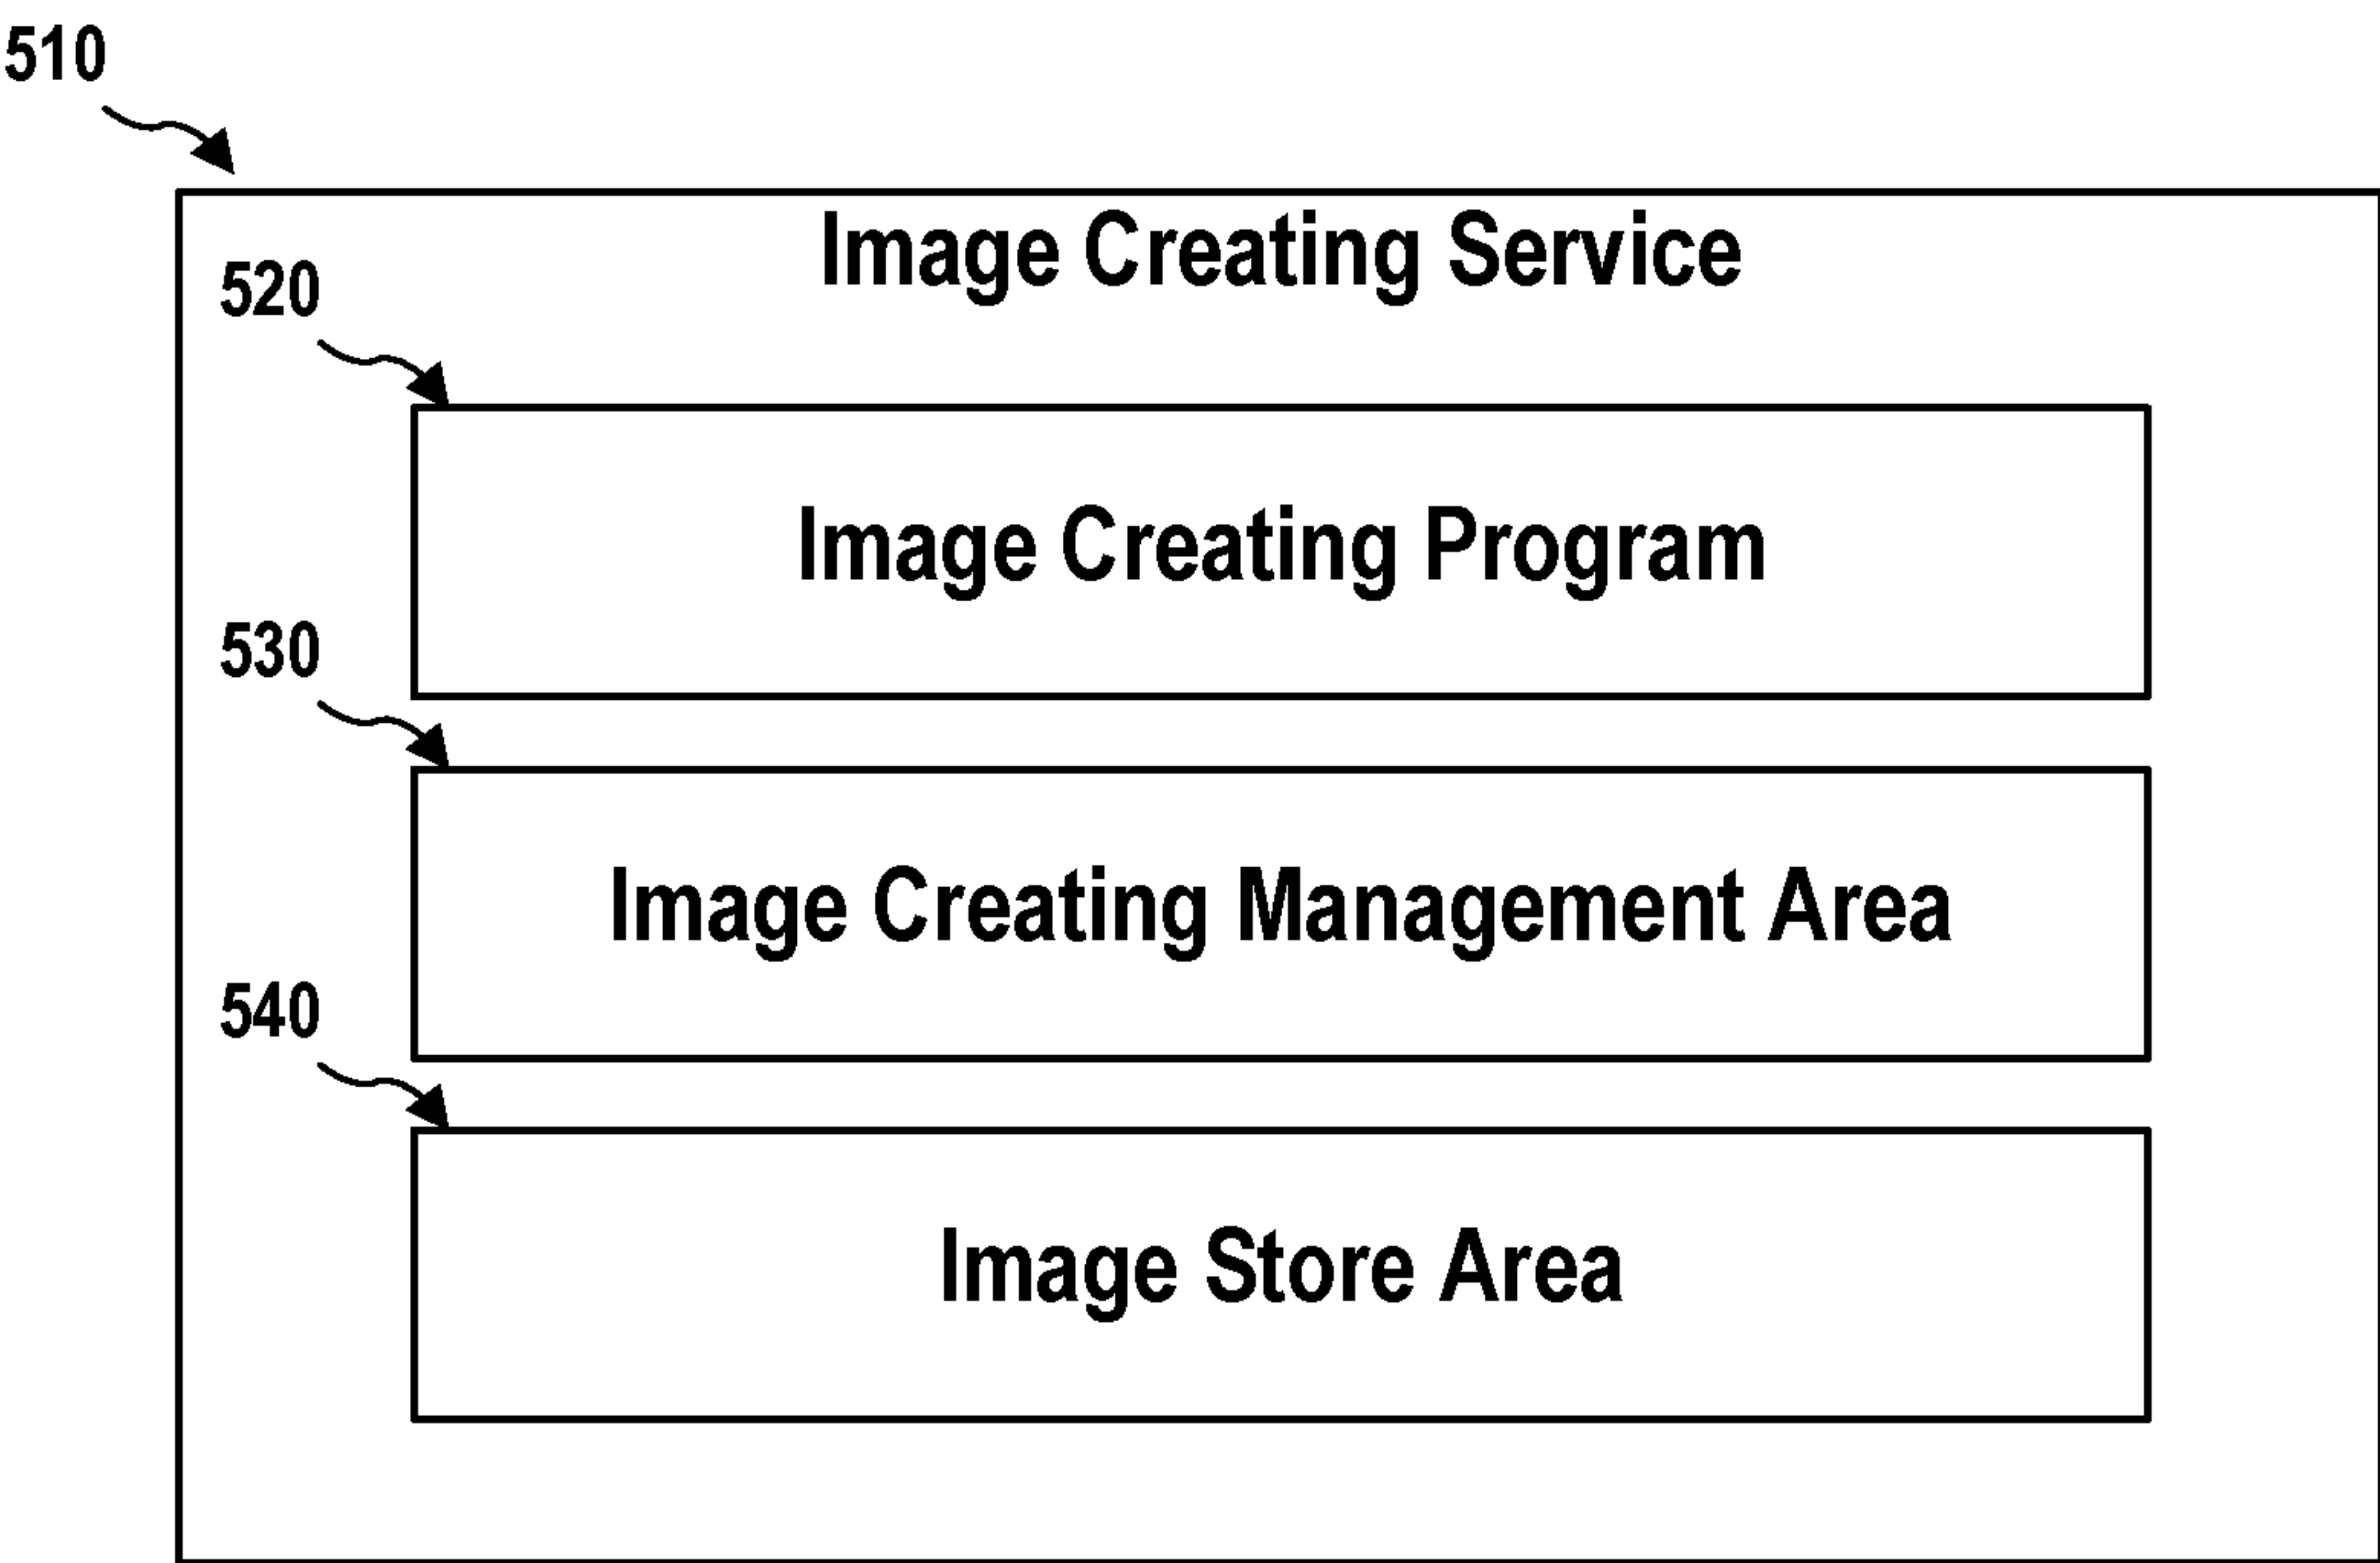 510
Image Creating Service
520
Image Creating Program
530
Image Creating Management Area
540
Image Store Area